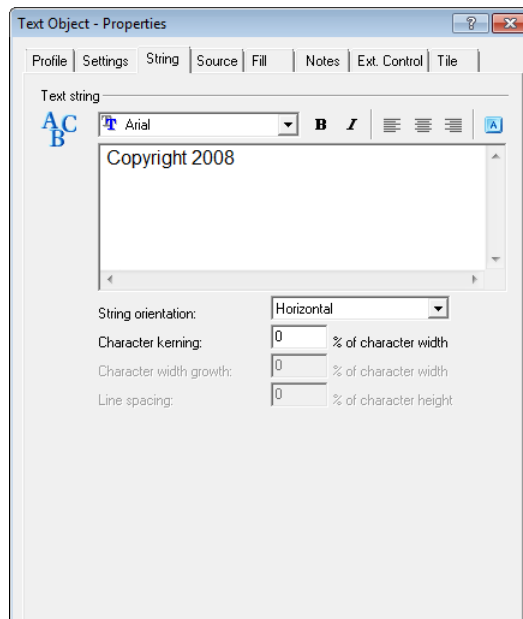 Text Object - Properties
Profile Settings String Source Fill Notes Ext. Control Tile
Text string
ABC Arial B I A
Copyright 2008
String orientation: Horizontal
Character kerning: 0 % of character width
Character width growth: 0 % of character width
Line spacing: 0 % of character height